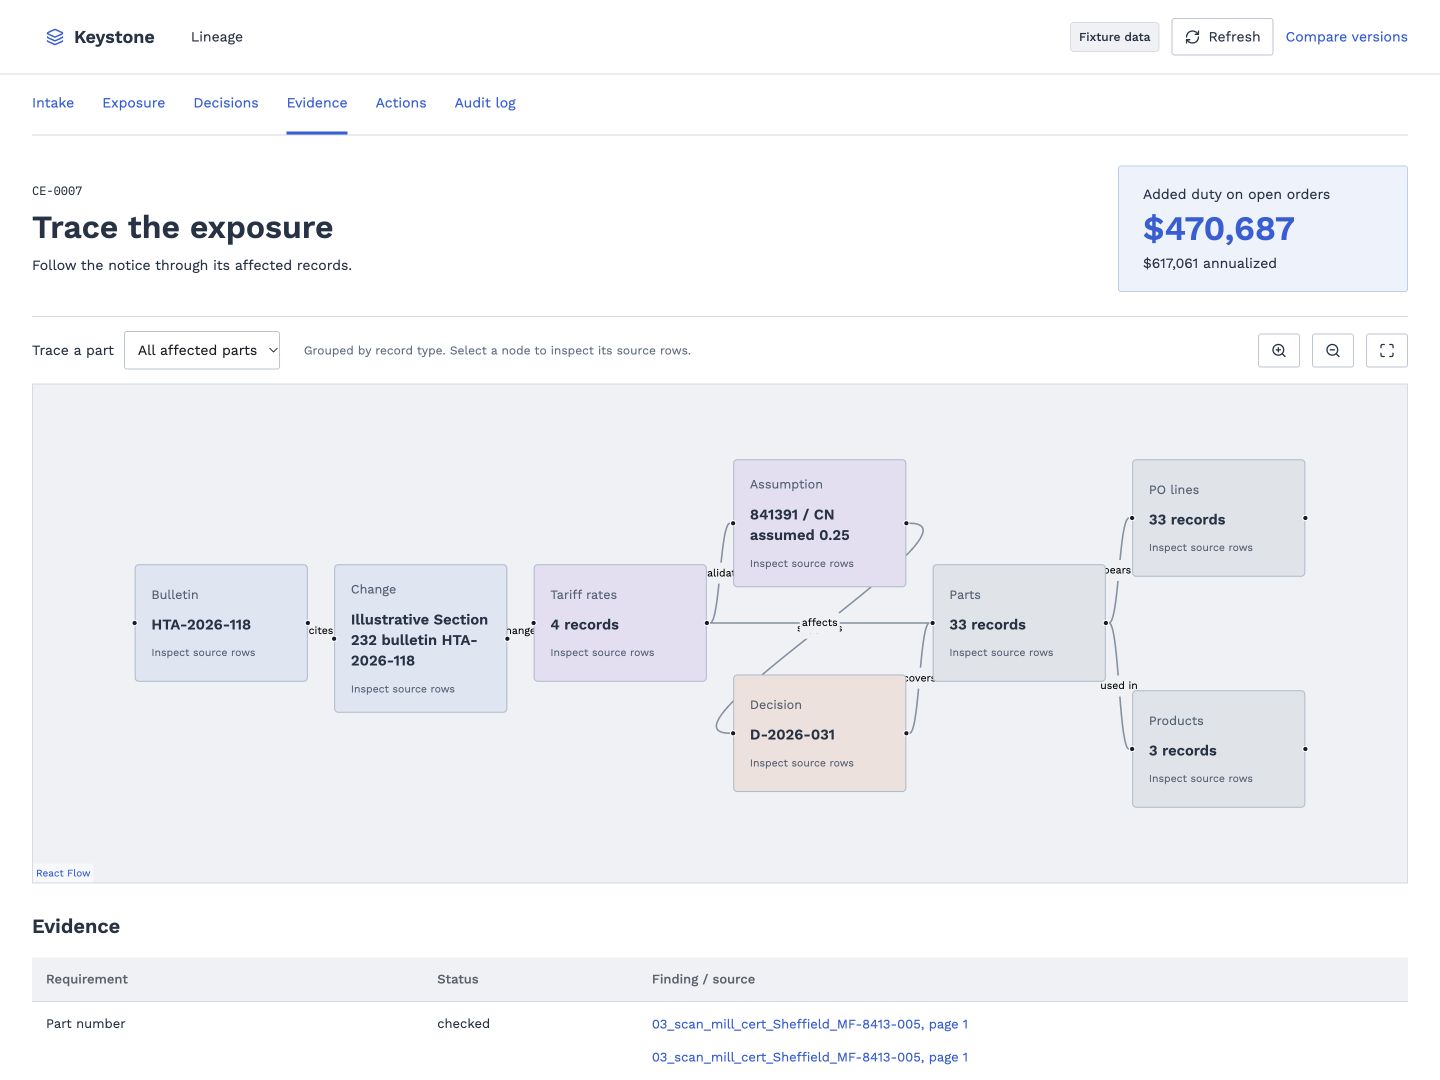 Keystone
Lineage
Fixture data
Refresh
Compare versions
Intake
Exposure
Decisions
Evidence
Actions
Audit log
CE-0007
Trace the exposure
Follow the notice through its affected records.
Added duty on open orders
$470,687
$617,061 annualized
Trace a part
All affected parts
Grouped by record type. Select a node to inspect its source rows.
Bulletin
HTA-2026-118
Inspect source rows
cites
Change
Illustrative Section
232 bulletin HTA-
2026-118
Inspect source rows
Tariff rates
4 records
Inspect source rows
Assumption
841391 / CN
assumed 0.25
Inspect source rows
affects
Decision
D-2026-031
Inspect source rows
covers
Parts
33 records
Inspect source rows
PO lines
33 records
Inspect source rows
used in
Products
3 records
Inspect source rows
React Flow
Evidence
Requirement
Status
Finding / source
Part number
checked
03_scan_mill_cert_Sheffield_MF-8413-005, page 1
03_scan_mill_cert_Sheffield_MF-8413-005, page 1